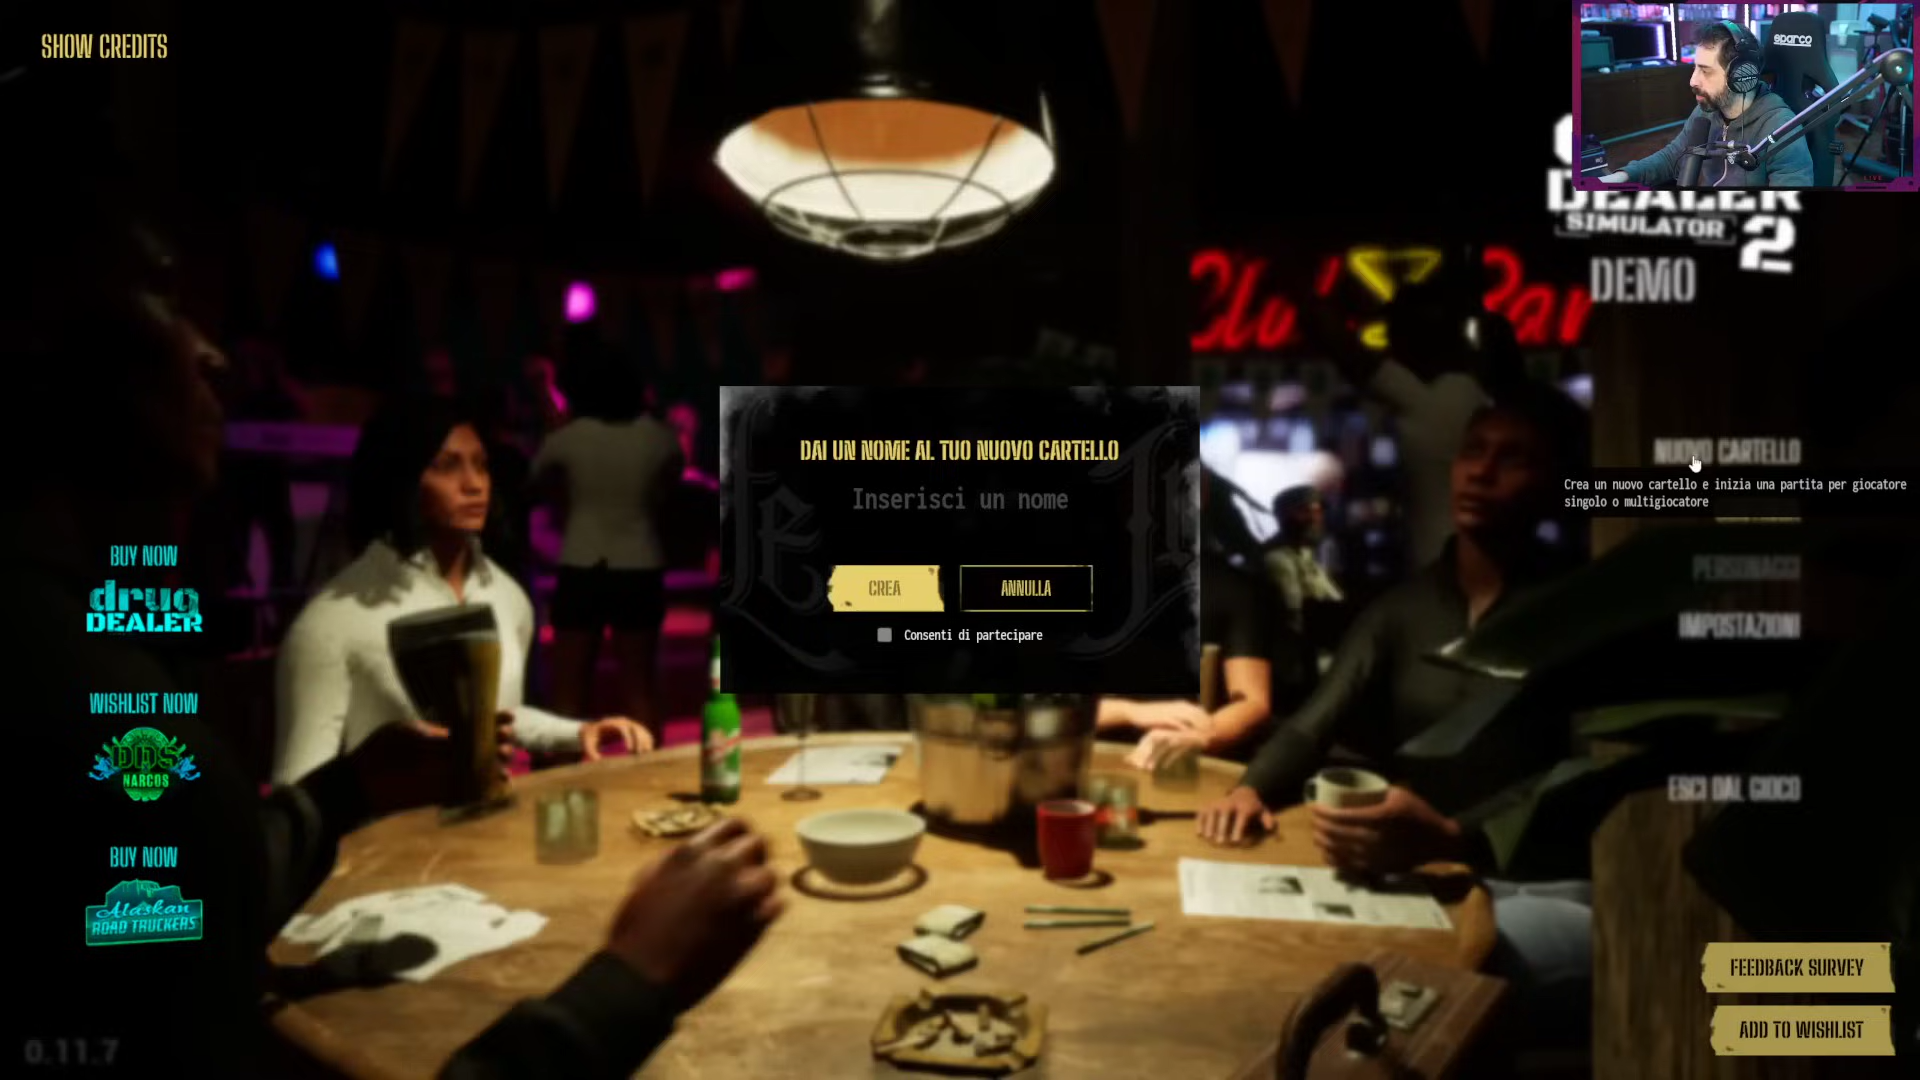 SHOW CREDITS
sparco
DEALER
SIMULATOR
2
DEMO
DAI UN NOME AL TUO NUOVO CARTELLO
Inserisci un nome
CREA
ANNULLA
Consenti di partecipare
NUOVO CARTELLO
Crea un nuovo cartello e inizia una partita per giocatore
singolo o multigiocatore
PERSONAGGI
IMPOSTAZIONI
ESCI DAL GIOCO
BUY NOW
drug
DEALER
WISHLIST NOW
DDS
NARCOS
BUY NOW
Alaskan
ROAD TRUCKERS
FEEDBACK SURVEY
ADD TO WISHLIST
0.11.7